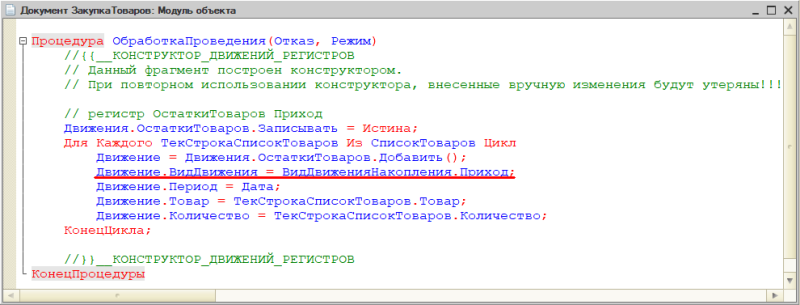 Документ ЗакупкаТоваров: Модуль объекта
Процедура ОбработкаПроведения(Отказ, Режим)
//{{__КОНСТРУКТОР_ДВИЖЕНИЙ_РЕГИСТРОВ
// Данный фрагмент построен конструктором.
// При повторном использовании конструктора, внесенные вручную изменения будут утеряны!!!
// регистр ОстаткиТоваров Приход
Движения.ОстаткиТоваров.Записывать = Истина;
Для Каждого ТекСтрокаСписокТоваров Из СписокТоваров Цикл
Движение = Движения.ОстаткиТоваров.Добавить();
Движение.ВидДвижения = ВидДвиженияНакопления.Приход;
Движение.Период = Дата;
Движение.Товар = ТекСтрокаСписокТоваров.Товар;
Движение.Количество = ТекСтрокаСписокТоваров.Количество;
КонецЦикла;
//}}__КОНСТРУКТОР_ДВИЖЕНИЙ_РЕГИСТРОВ
КонецПроцедуры